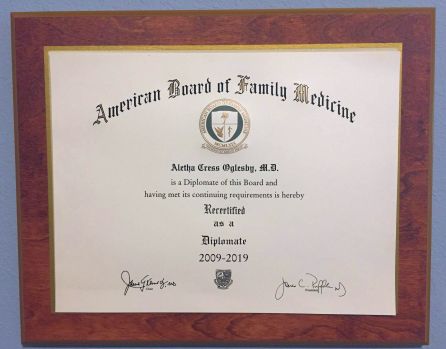 American Board of Family Medicine
Aletha Cress Oglesby, M.D.
is a Diplomate of this Board and
having met its continuing requirements is hereby
Recertified
as a
Diplomate
2009-2019